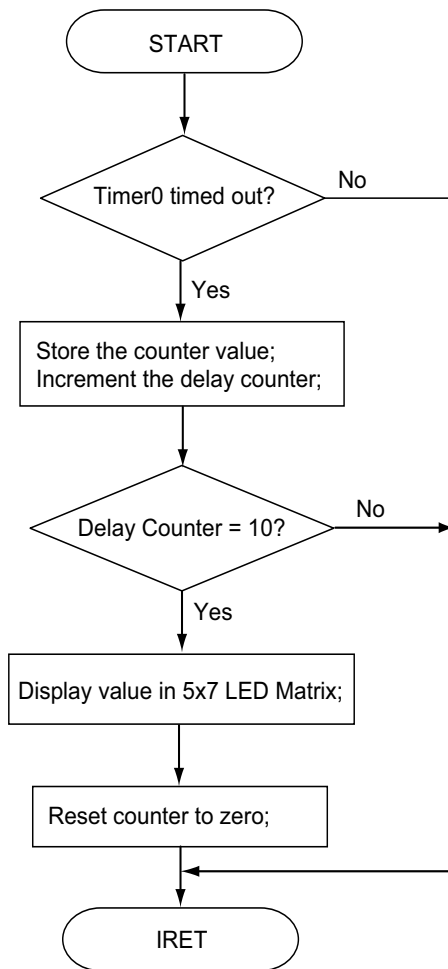 START
Timer0 timed out?
No
Yes
Store the counter value;
Increment the delay counter;
Delay Counter = 10?
No
Yes
Display value in 5x7 LED Matrix;
Reset counter to zero;
IRET